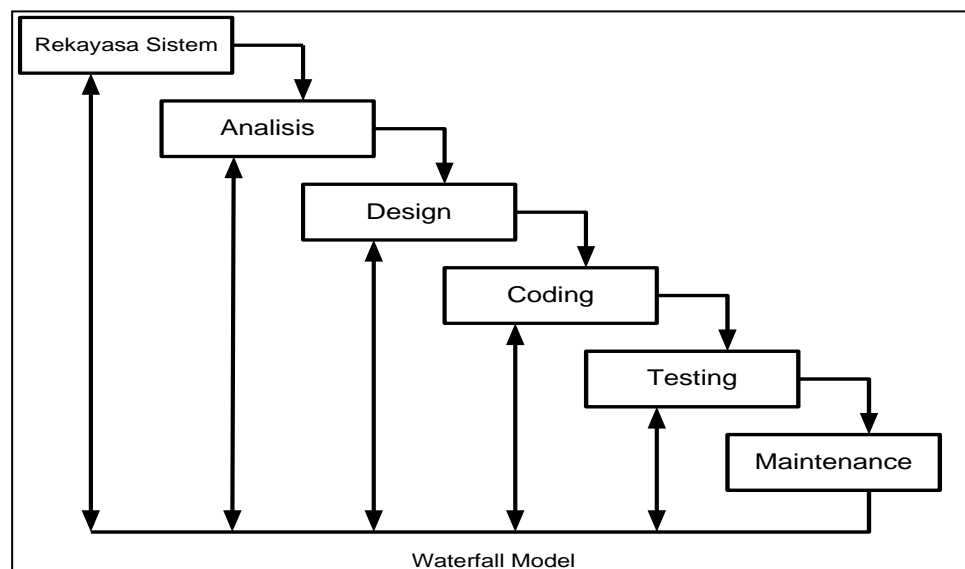 Rekayasa Sistem
Analisis
Design
Coding
Testing
Maintenance
Waterfall Model